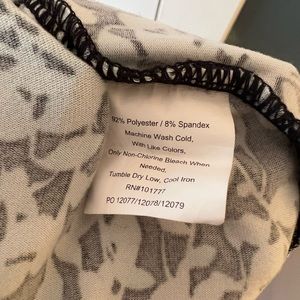 92% Polyester / 8% Spandex
Machine Wash Cold,
With Like Colors,
Only Non-Chlorine Bleach When
Needed,
Tumble Dry Low, Cool Iron
RN#101777
PO 12077/12078/12079